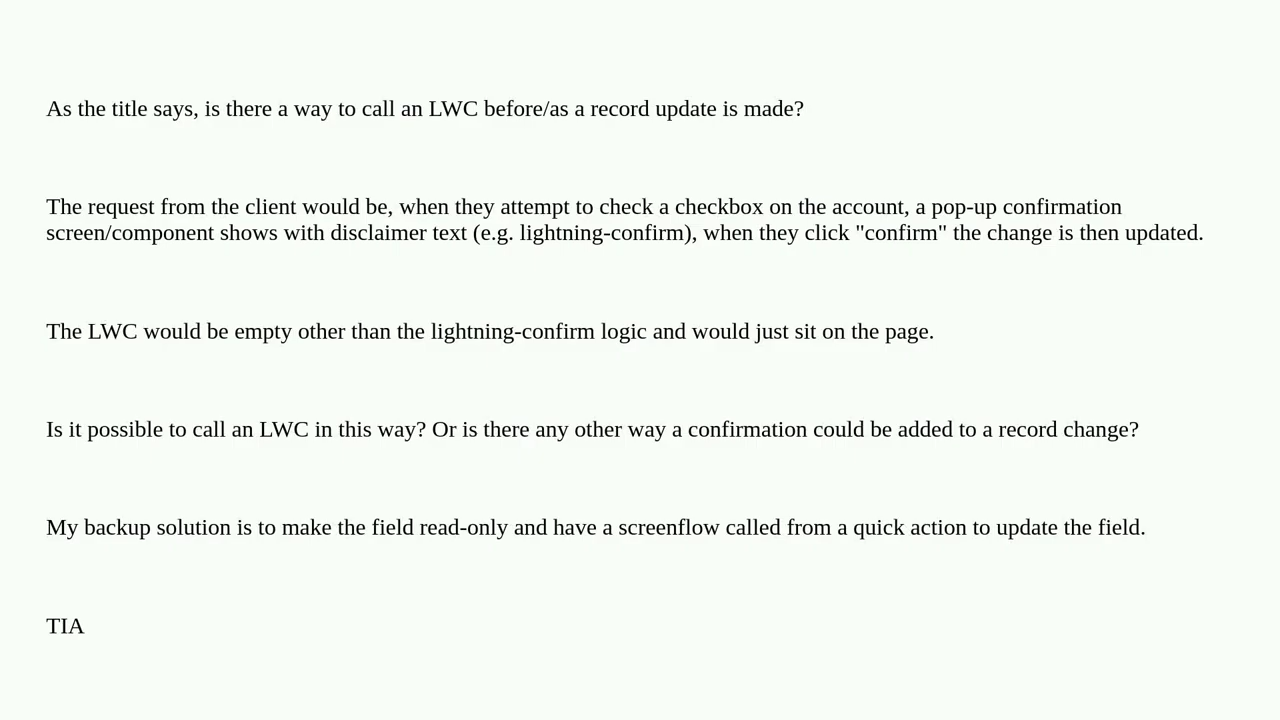 As the title says, is there a way to call an LWC before/as a record update is made?
The request from the client would be, when they attempt to check a checkbox on the account, a pop-up confirmation
screen/component shows with disclaimer text (e.g. lightning-confirm), when they click "confirm" the change is then updated.
The LWC would be empty other than the lightning-confirm logic and would just sit on the page.
Is it possible to call an LWC in this way? Or is there any other way a confirmation could be added to a record change?
My backup solution is to make the field read-only and have a screenflow called from a quick action to update the field.
TIA